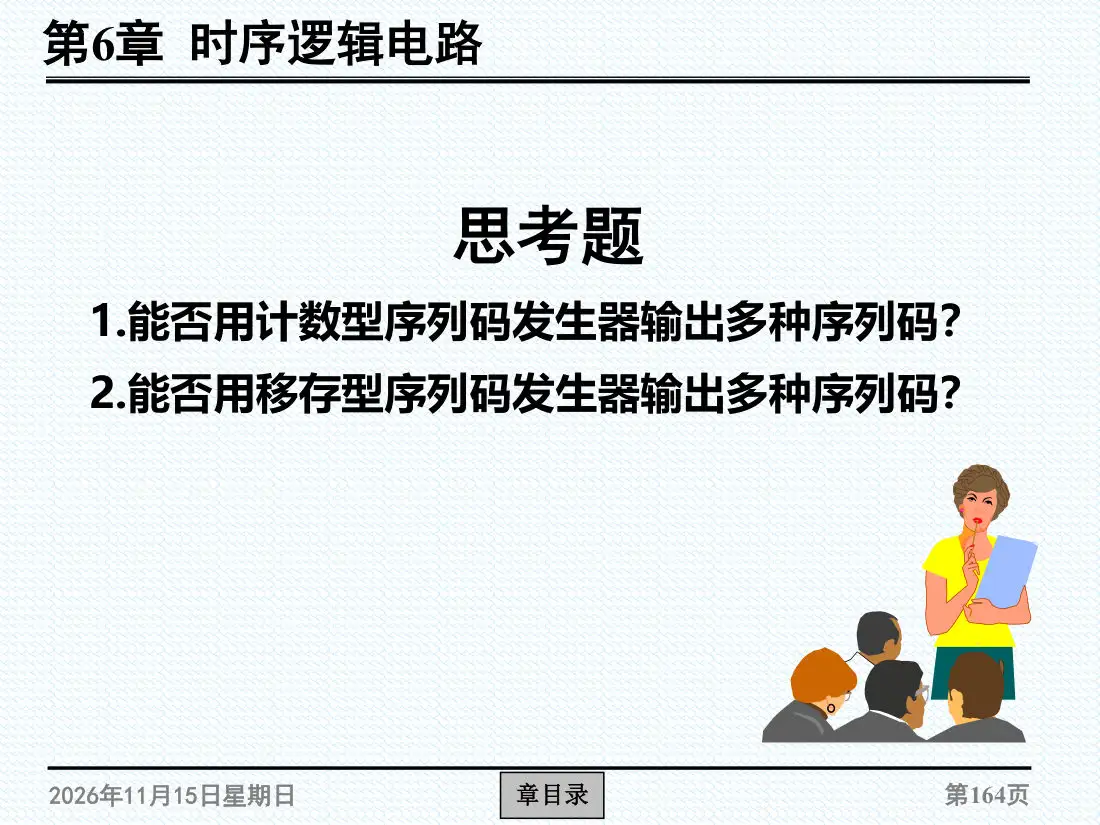 第6章 时序逻辑电路
思考题
1.能否用计数型序列码发生器输出多种序列码？
2.能否用移存型序列码发生器输出多种序列码？
2026年11月15日星期日
章目录
第164页